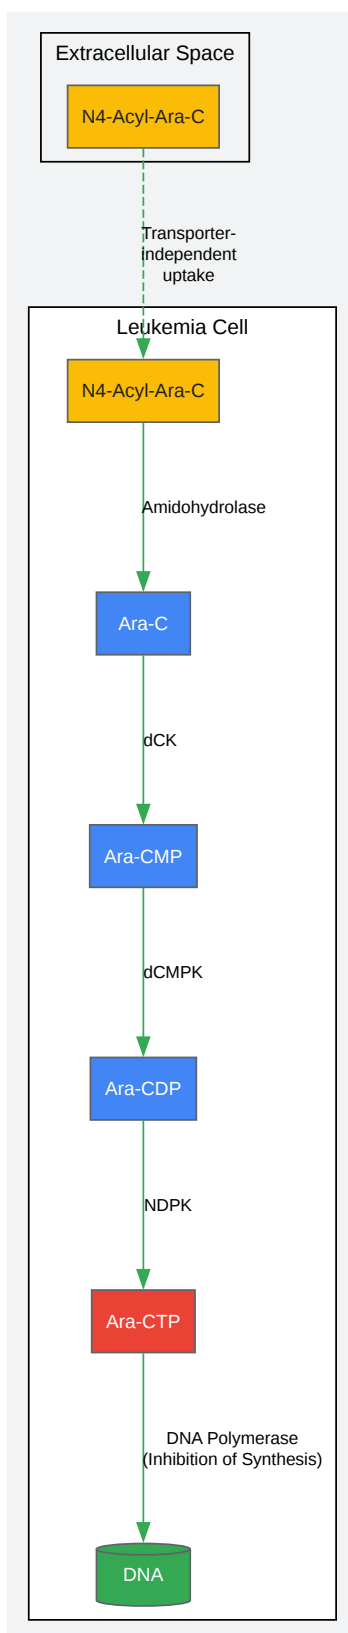 Extracellular Space
N4-Acyl-Ara-C
Transporter-
independent
uptake
Leukemia Cell
N4-Acyl-Ara-C
Amidohydrolase
Ara-C
dCK
Ara-CMP
dCMPK
Ara-CDP
NDPK
Ara-CTP
DNA Polymerase
(Inhibition of Synthesis)
DNA